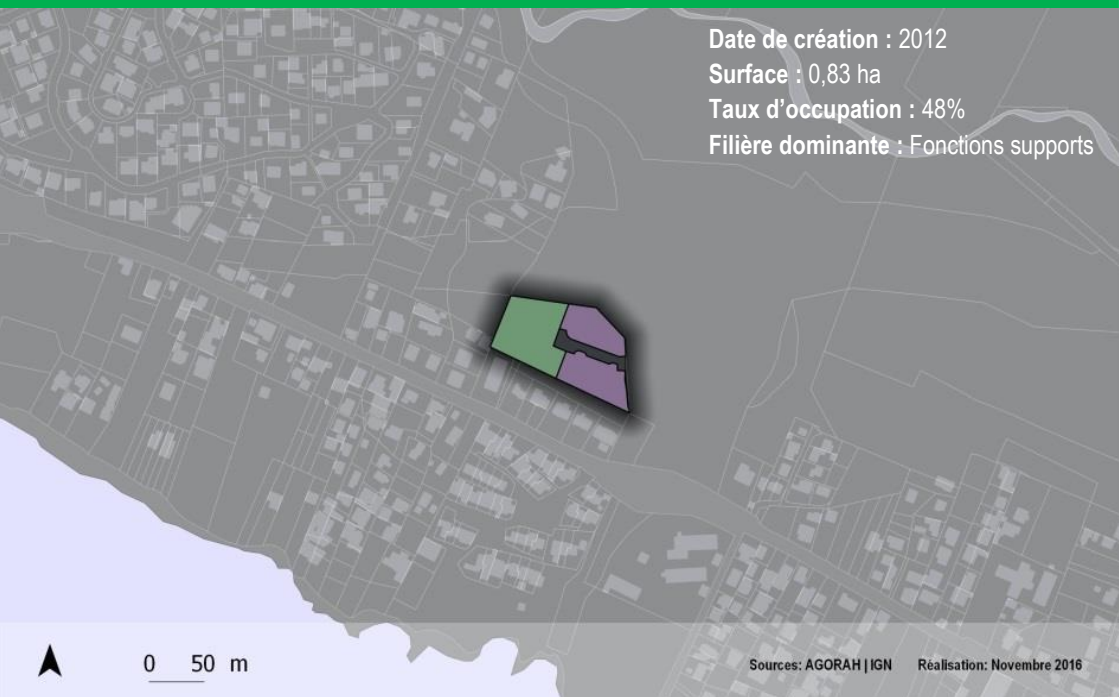 Date de création : 2012
Surface : 0,83 ha
Taux d’occupation : 48%
Filière dominante : Fonctions supports
0 50 m
Sources: AGORAH | IGN Réalisation: Novembre 2016